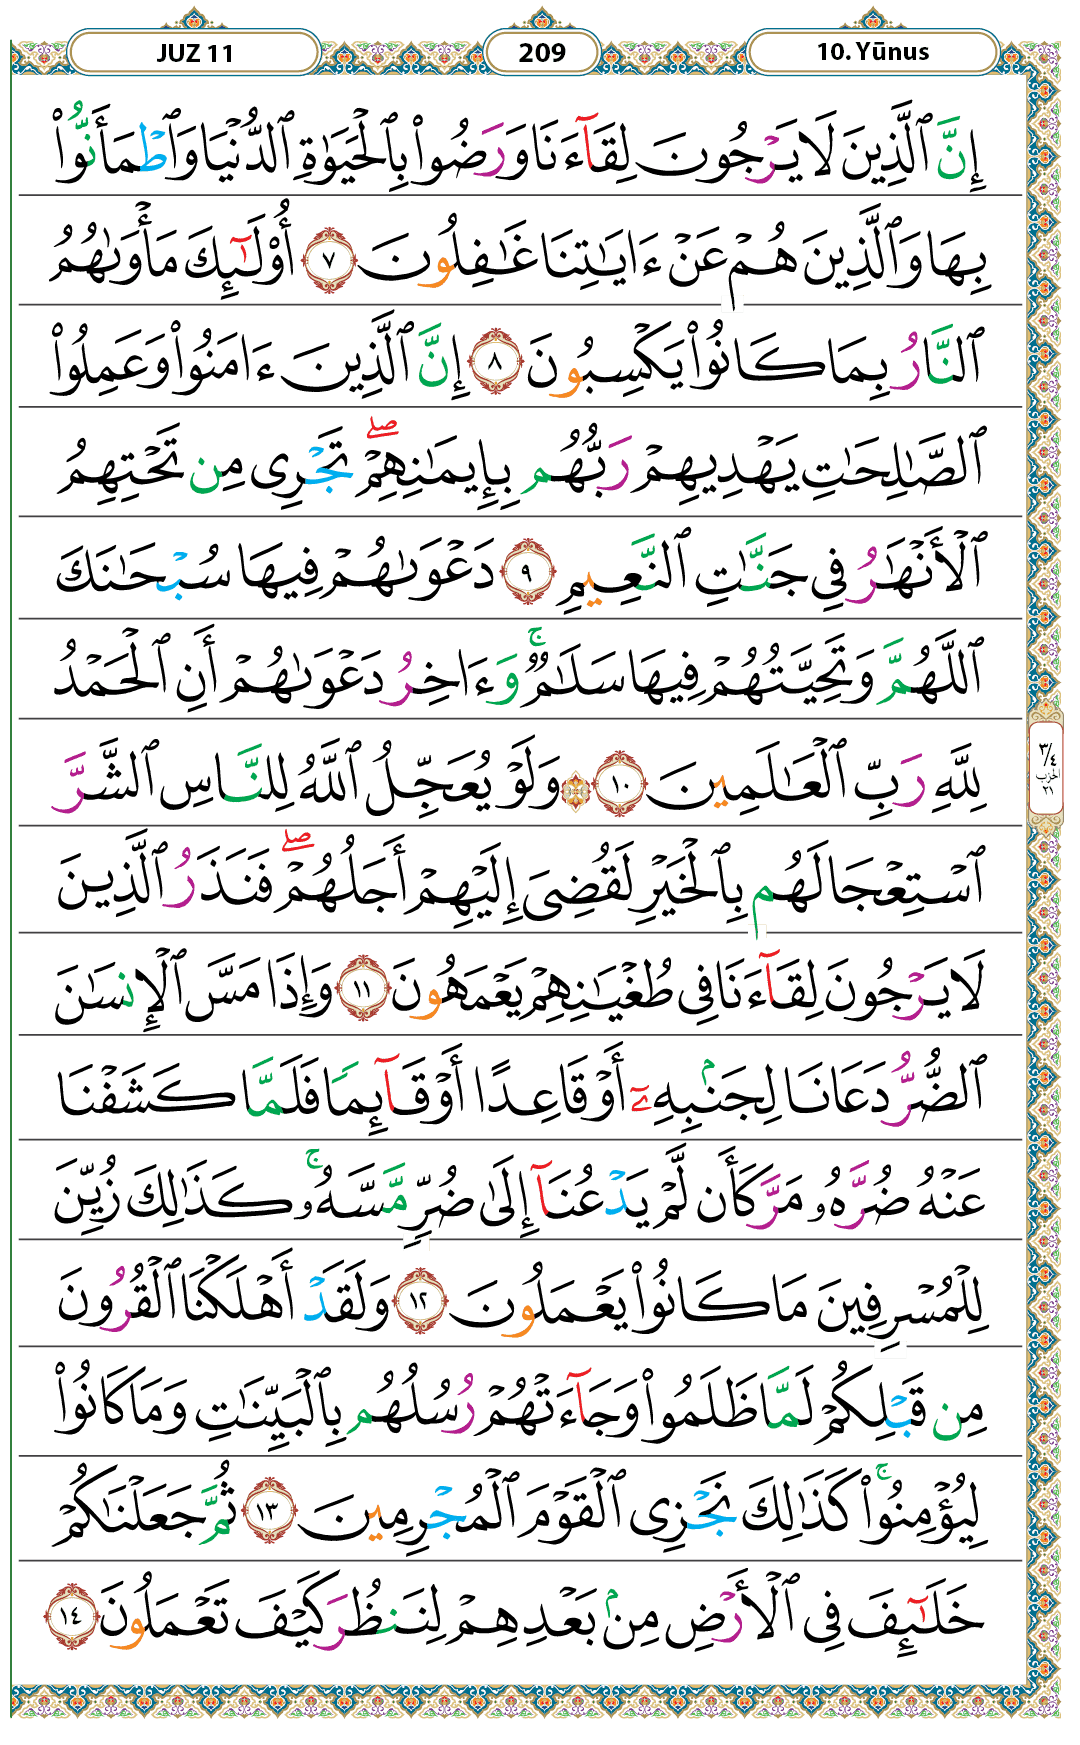 JUZ 11
209
10. Yūnus
إِنَّ ٱلَّذِينَ لَا يَرۡجُونَ لِقَآءَنَا وَرَضُواْ بِٱلۡحَيَوٰةِ ٱلدُّنۡيَا وَٱطۡمَأَنُّواْ
بِهَا وَٱلَّذِينَ هُمۡ عَنۡ ءَايَٰتِنَا غَٰفِلُونَ ٧ أُوْلَٰٓئِكَ مَأۡوَىٰهُمُ
ٱلنَّارُ بِمَا كَانُواْ يَكۡسِبُونَ ٨ إِنَّ ٱلَّذِينَ ءَامَنُواْ وَعَمِلُواْ
ٱلصَّٰلِحَٰتِ يَهۡدِيهِمۡ رَبُّهُم بِإِيمَٰنِهِمۡۖ تَجۡرِي مِن تَحۡتِهِمُ
ٱلۡأَنۡهَٰرُ فِي جَنَّٰتِ ٱلنَّعِيمِ ٩ دَعۡوَىٰهُمۡ فِيهَا سُبۡحَٰنَكَ
ٱللَّهُمَّ وَتَحِيَّتُهُمۡ فِيهَا سَلَٰمٞۚ وَءَاخِرُ دَعۡوَىٰهُمۡ أَنِ ٱلۡحَمۡدُ
لِلَّهِ رَبِّ ٱلۡعَٰلَمِينَ ١٠ ۞ وَلَوۡ يُعَجِّلُ ٱللَّهُ لِلنَّاسِ ٱلشَّرَّ
ٱسۡتِعۡجَالَهُم بِٱلۡخَيۡرِ لَقُضِيَ إِلَيۡهِمۡ أَجَلُهُمۡۖ فَنَذَرُ ٱلَّذِينَ
لَا يَرۡجُونَ لِقَآءَنَا فِي طُغۡيَٰنِهِمۡ يَعۡمَهُونَ ١١ وَإِذَا مَسَّ ٱلۡإِنسَٰنَ
ٱلضُّرُّ دَعَانَا لِجَنۢبِهِۦٓ أَوۡ قَاعِدًا أَوۡ قَآئِمٗا فَلَمَّا كَشَفۡنَا
عَنۡهُ ضُرَّهُۥ مَرَّ كَأَن لَّمۡ يَدۡعُنَآ إِلَىٰ ضُرّٖ مَّسَّهُۥۚ كَذَٰلِكَ زُيِّنَ
لِلۡمُسۡرِفِينَ مَا كَانُواْ يَعۡمَلُونَ ١٢ وَلَقَدۡ أَهۡلَكۡنَا ٱلۡقُرُونَ
مِن قَبۡلِكُمۡ لَمَّا ظَلَمُواْ وَجَآءَتۡهُمۡ رُسُلُهُم بِٱلۡبَيِّنَٰتِ وَمَا كَانُواْ
لِيُؤۡمِنُواْۚ كَذَٰلِكَ نَجۡزِي ٱلۡقَوۡمَ ٱلۡمُجۡرِمِينَ ١٣ ثُمَّ جَعَلۡنَٰكُمۡ
خَلَٰٓئِفَ فِي ٱلۡأَرۡضِ مِنۢ بَعۡدِهِمۡ لِنَنظُرَ كَيۡفَ تَعۡمَلُونَ ١٤
٣/٤
الحزب
٢١